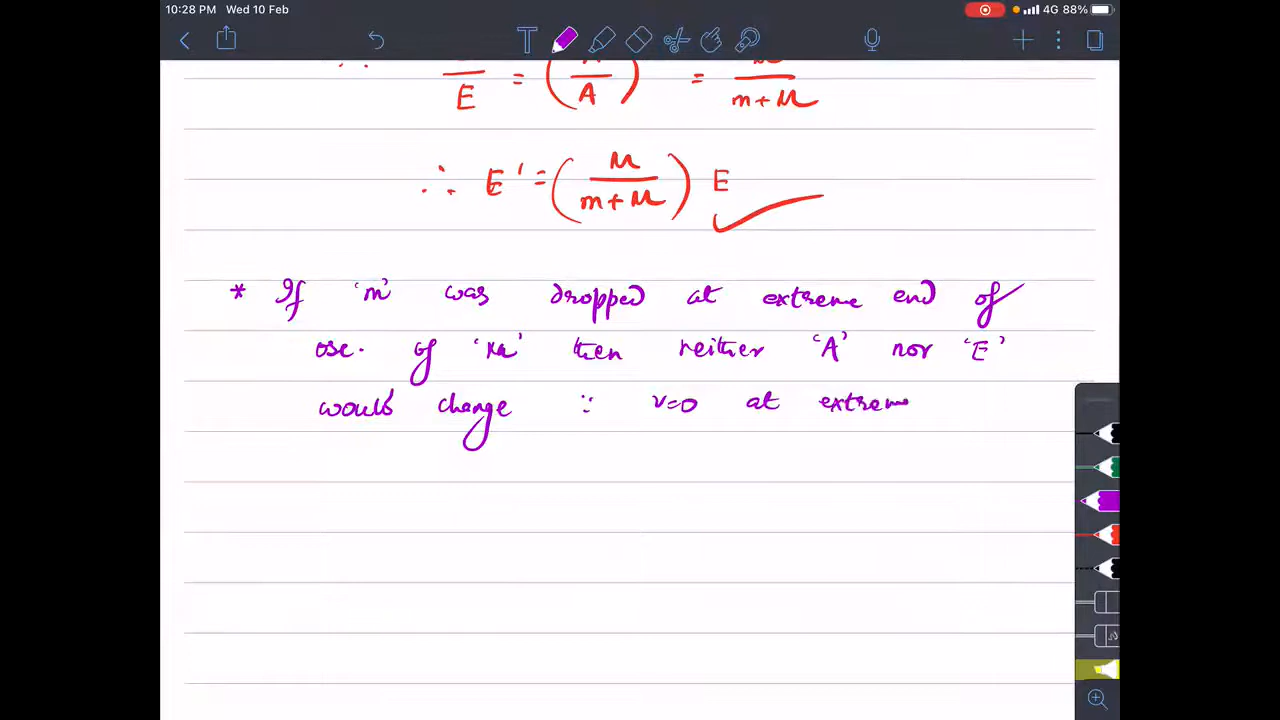 10:28 PM Wed 10 Feb 4G 88%
E = ( A ) = m+M
∴ E' = ( M / m+M ) E
* If 'm' was dropped at extreme end of
osc. of 'M' then neither 'A' nor 'E'
would change ∵ v=0 at extreme